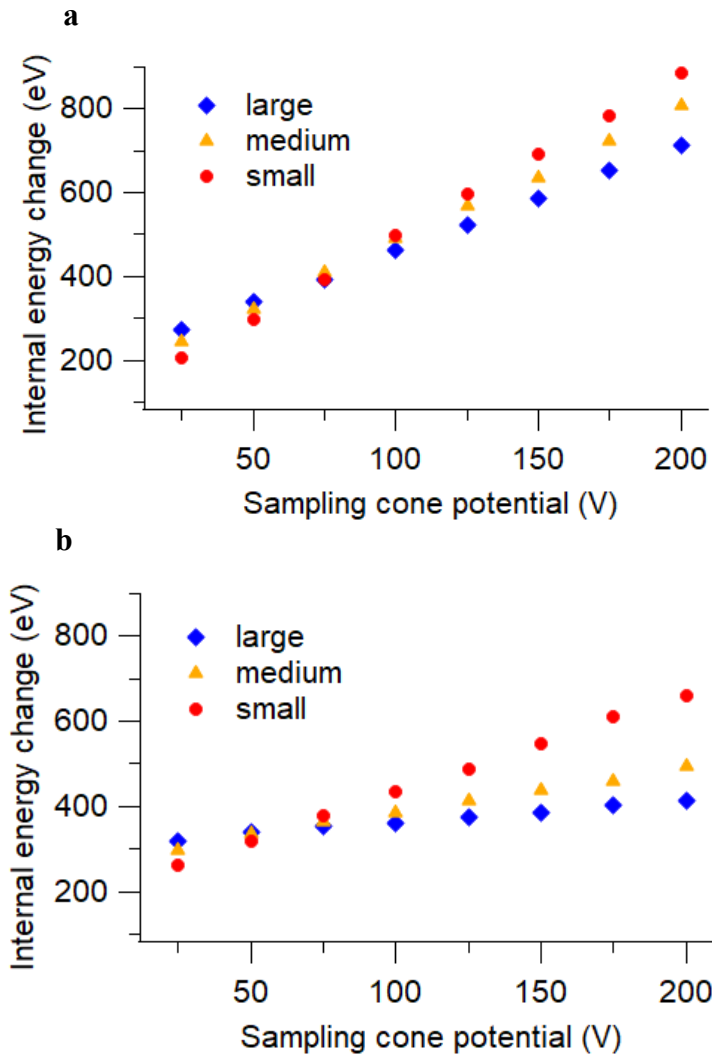 a
Internal energy change (eV)
800
600
400
200
large
medium
small
50 100 150 200
Sampling cone potential (V)
b
Internal energy change (eV)
800
600
400
200
large
medium
small
50 100 150 200
Sampling cone potential (V)